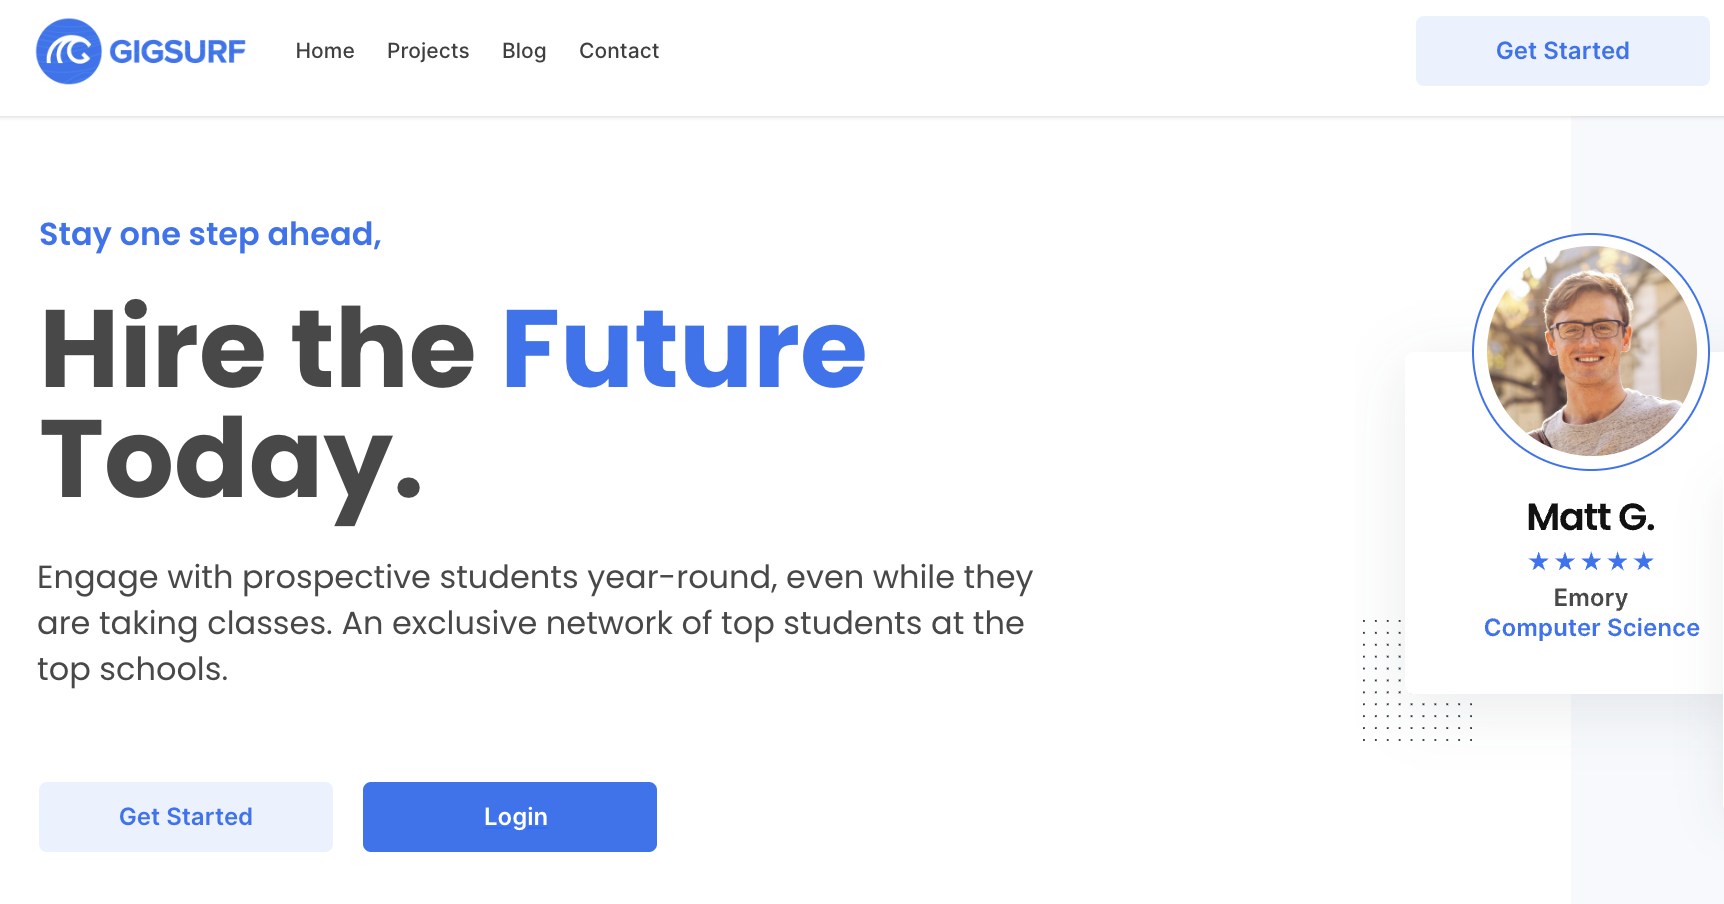 GIGSURF
Home Projects Blog Contact
Get Started
Stay one step ahead,
Hire the Future
Today.
Engage with prospective students year-round, even while they
are taking classes. An exclusive network of top students at the
top schools.
Get Started
Login
Matt G.
Emory
Computer Science